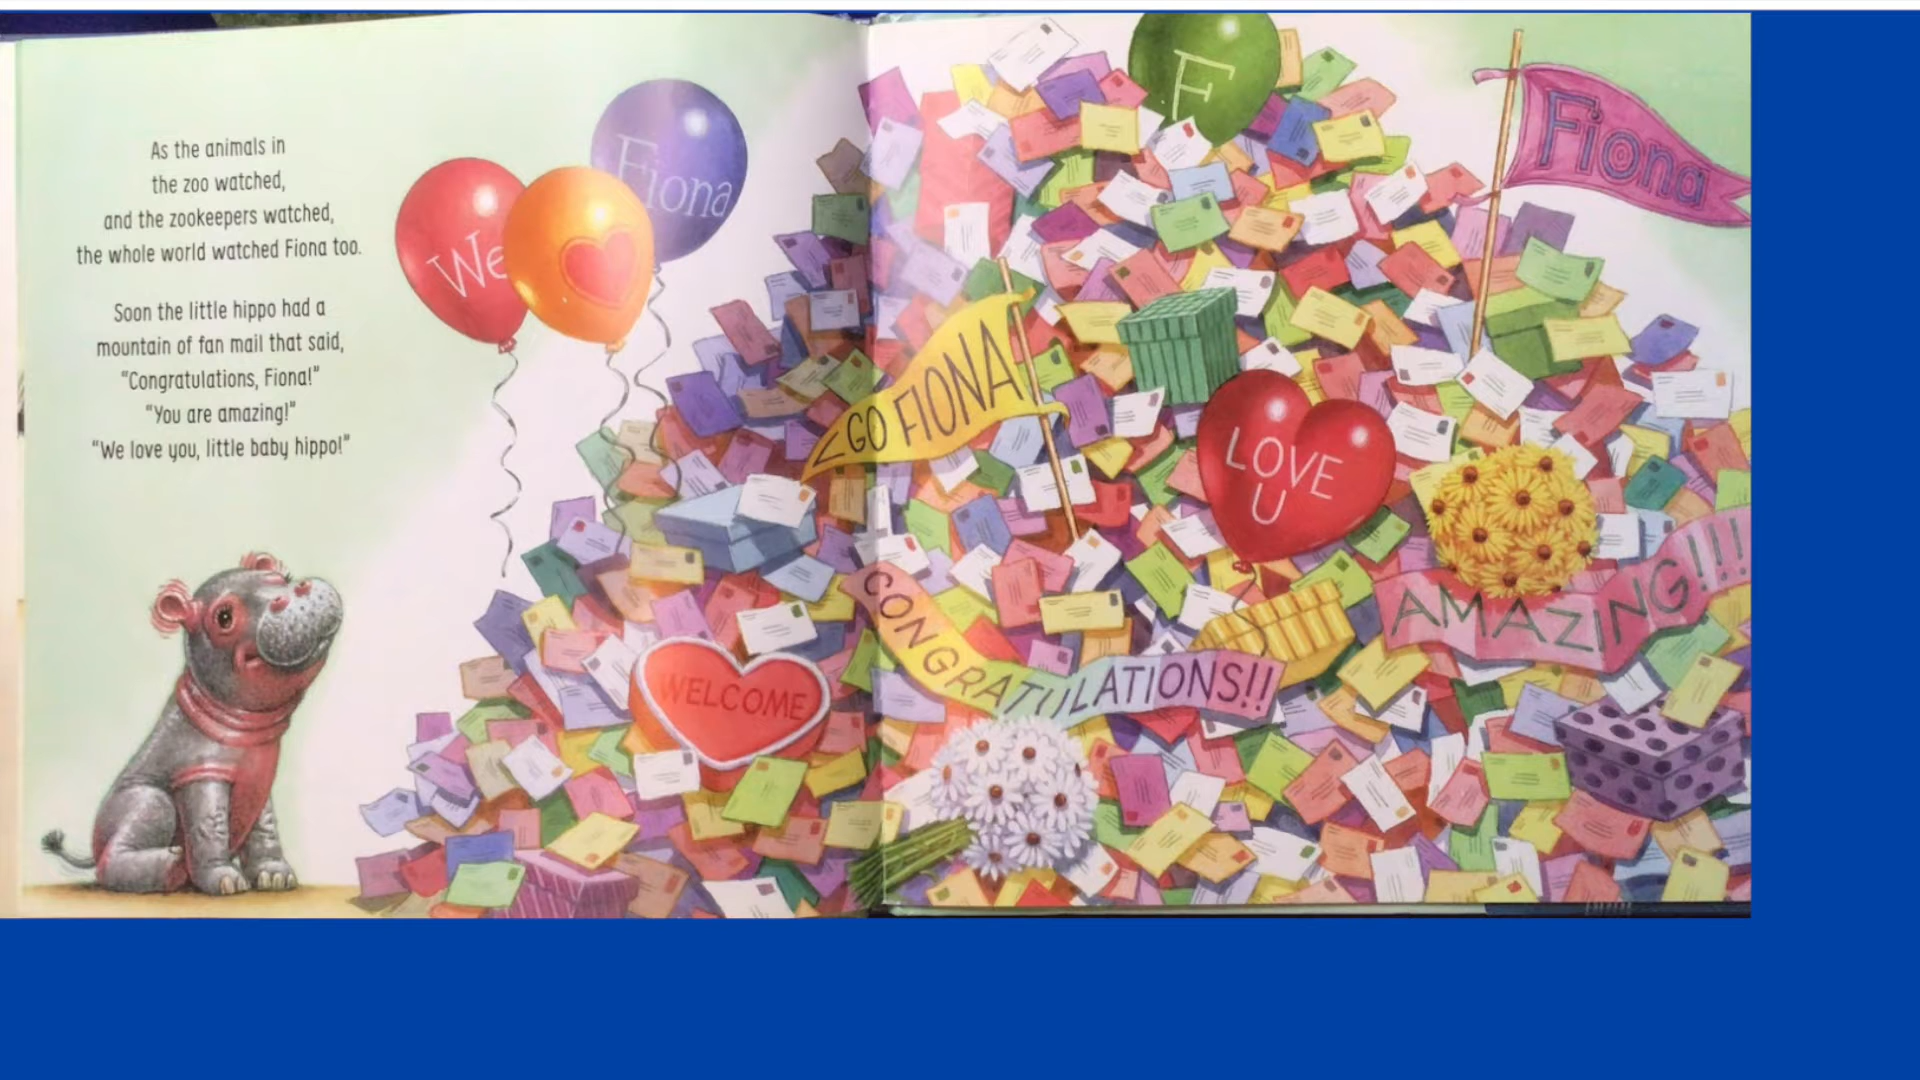 As the animals in
the zoo watched,
and the zookeepers watched,
the whole world watched Fiona too.
Soon the little hippo had a
mountain of fan mail that said,
“Congratulations, Fiona!”
“You are amazing!”
“We love you, little baby hippo!”
We
Fiona
F
Fiona
GO FIONA
LOVE
U
WELCOME
CONGRATULATIONS!!
AMAZING!!!